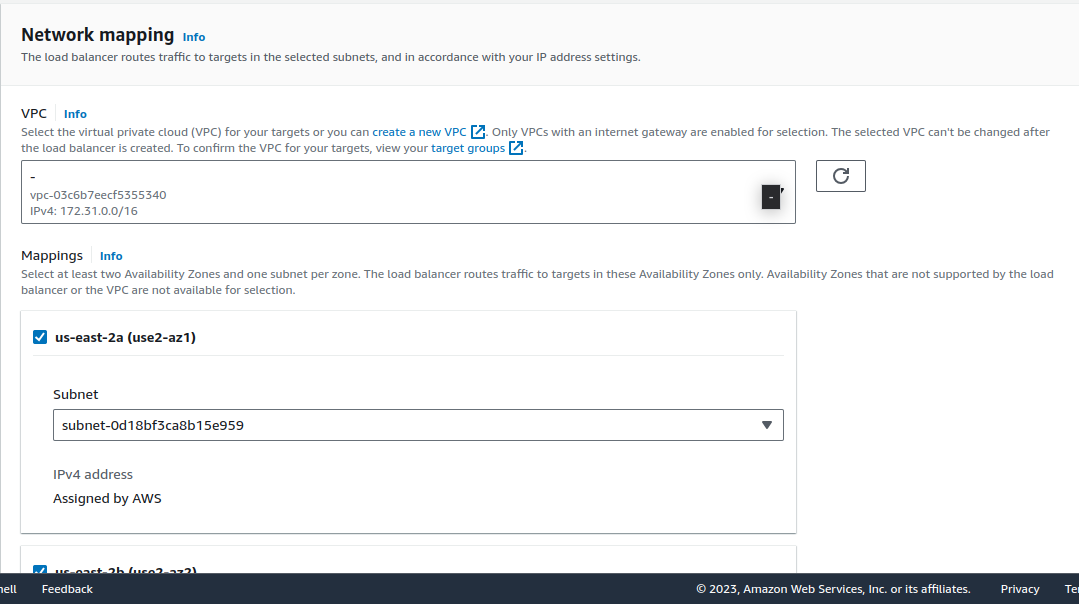 Network mapping Info
The load balancer routes traffic to targets in the selected subnets, and in accordance with your IP address settings.
VPC Info
Select the virtual private cloud (VPC) for your targets or you can create a new VPC. Only VPCs with an internet gateway are enabled for selection. The selected VPC can't be changed after
the load balancer is created. To confirm the VPC for your targets, view your target groups.
-
vpc-03c6b7eecf5355340
IPv4: 172.31.0.0/16
-
Mappings Info
Select at least two Availability Zones and one subnet per zone. The load balancer routes traffic to targets in these Availability Zones only. Availability Zones that are not supported by the load
balancer or the VPC are not available for selection.
us-east-2a (use2-az1)
Subnet
subnet-0d18bf3ca8b15e959
IPv4 address
Assigned by AWS
us-east-2b (use2-az2)
Feedback © 2023, Amazon Web Services, Inc. or its affiliates. Privacy